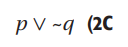 p ∨ ~q (2C